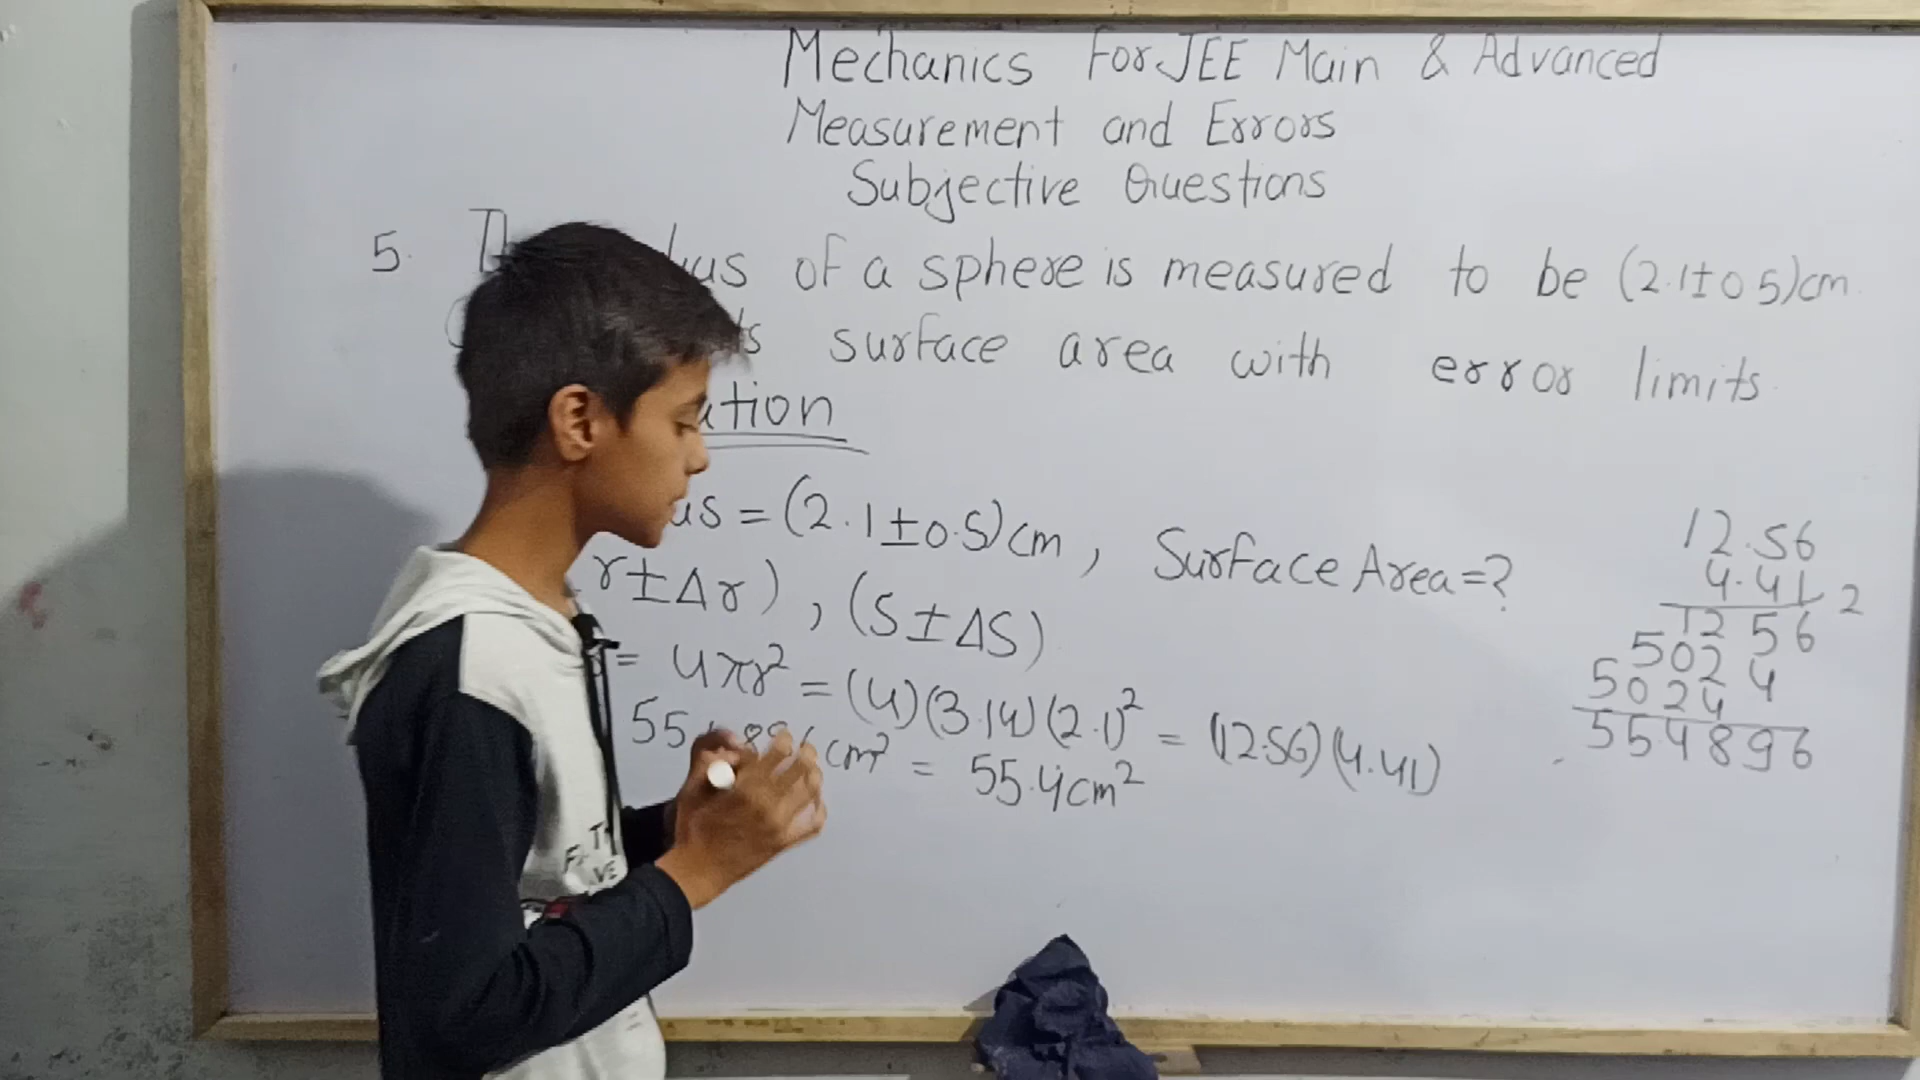 Mechanics For JEE Main & Advanced
Measurement and Errors
Subjective Questions
5. of a sphere is measured to be (2.1±0.5)cm.
surface area with error limits.
= (2.1±0.5)cm, Surface Area=?
r±Δr), (S±ΔS)
= 4πr² = (4)(3.14)(2.1)² = (12.56)(4.41)
cm² = 55.4cm²
12.56
4.41 2
1256
5024
5024
554896